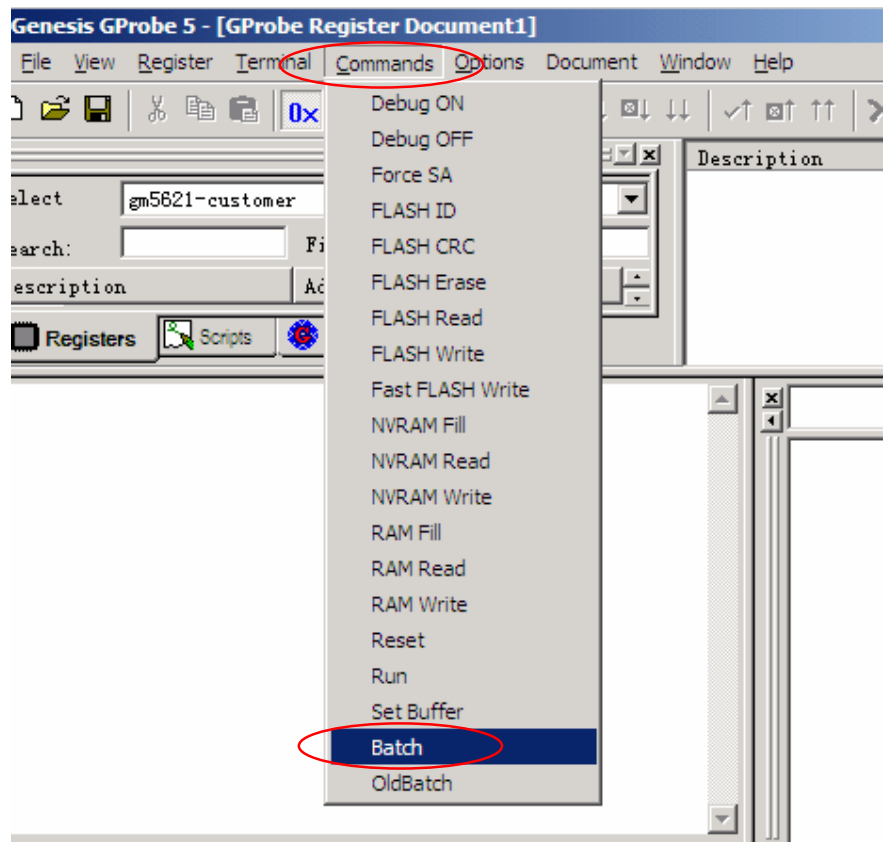 Genesis GProbe 5 - [GProbe Register Document1]
File View Register Terminal Commands Options Document Window Help
0x
Debug ON
Debug OFF
Force SA
FLASH ID
FLASH CRC
FLASH Erase
FLASH Read
FLASH Write
Fast FLASH Write
NVRAM Fill
NVRAM Read
NVRAM Write
RAM Fill
RAM Read
RAM Write
Reset
Run
Set Buffer
Batch
OldBatch
elect gm5621-customer
earch: Fi
escription Ad
Registers Scripts
Description